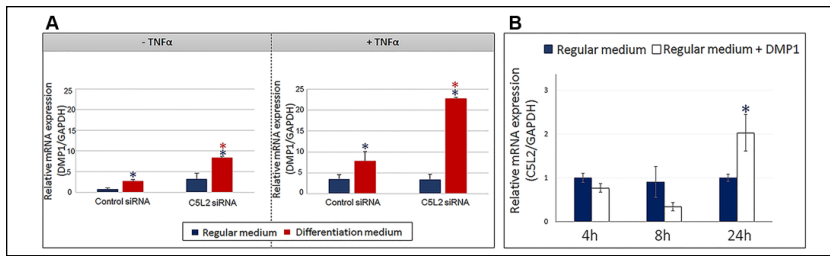 A
- TNFα
+ TNFα
Relative mRNA expression
(DMP1/GAPDH)
25
20
15
10
5
0
*
*
*
Control siRNA
C5L2 siRNA
Relative mRNA expression
(DMP1/GAPDH)
25
20
15
10
5
0
*
*
*
Control siRNA
C5L2 siRNA
Regular medium
Differentiation medium
B
Regular medium
Regular medium + DMP1
Relative mRNA expression
(C5L2/GAPDH)
3
2
1
0
*
4h
8h
24h